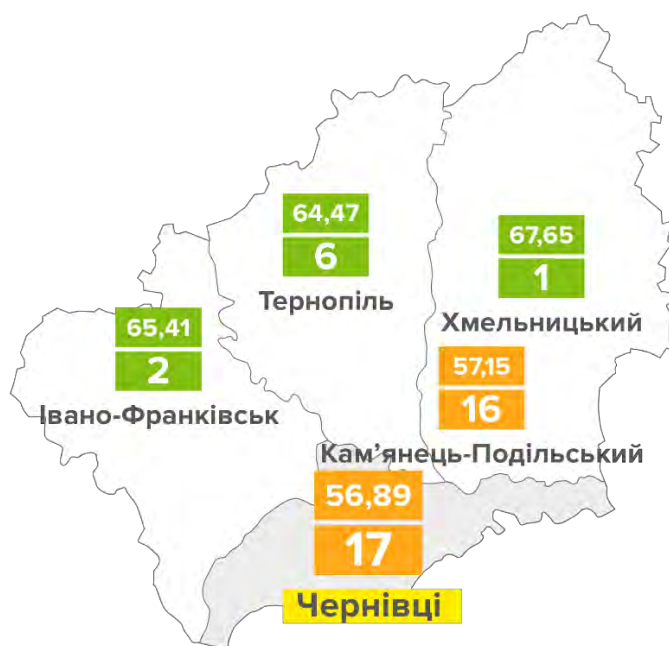 64,47
6
Тернопіль
67,65
1
Хмельницький
65,41
2
Івано-Франківськ
57,15
16
Кам’янець-Подільський
56,89
17
Чернівці